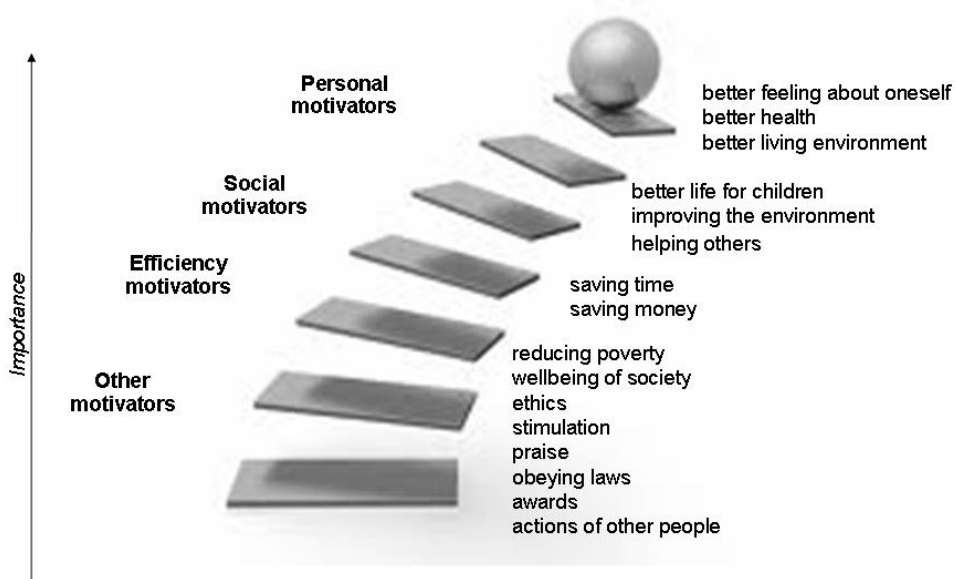 Personal
motivators
better feeling about oneself
better health
better living environment
Social
motivators
better life for children
improving the environment
helping others
Efficiency
motivators
saving time
saving money
Other
motivators
reducing poverty
wellbeing of society
ethics
stimulation
praise
obeying laws
awards
actions of other people
Importance